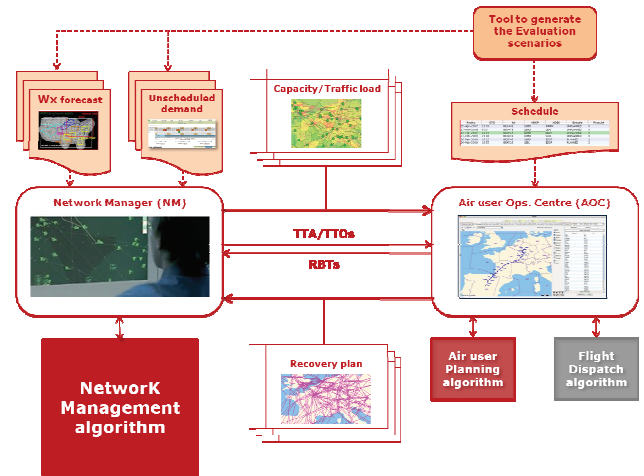 Tool to generate
the Evaluation
scenarios
Wx forecast
Unscheduled
demand
Capacity/Traffic load
Schedule
Network Manager (NM)
Air user Ops. Centre (AOC)
TTA/TTOs
RBTs
Recovery plan
NetworK
Management
algorithm
Air user
Planning
algorithm
Flight
Dispatch
algorithm